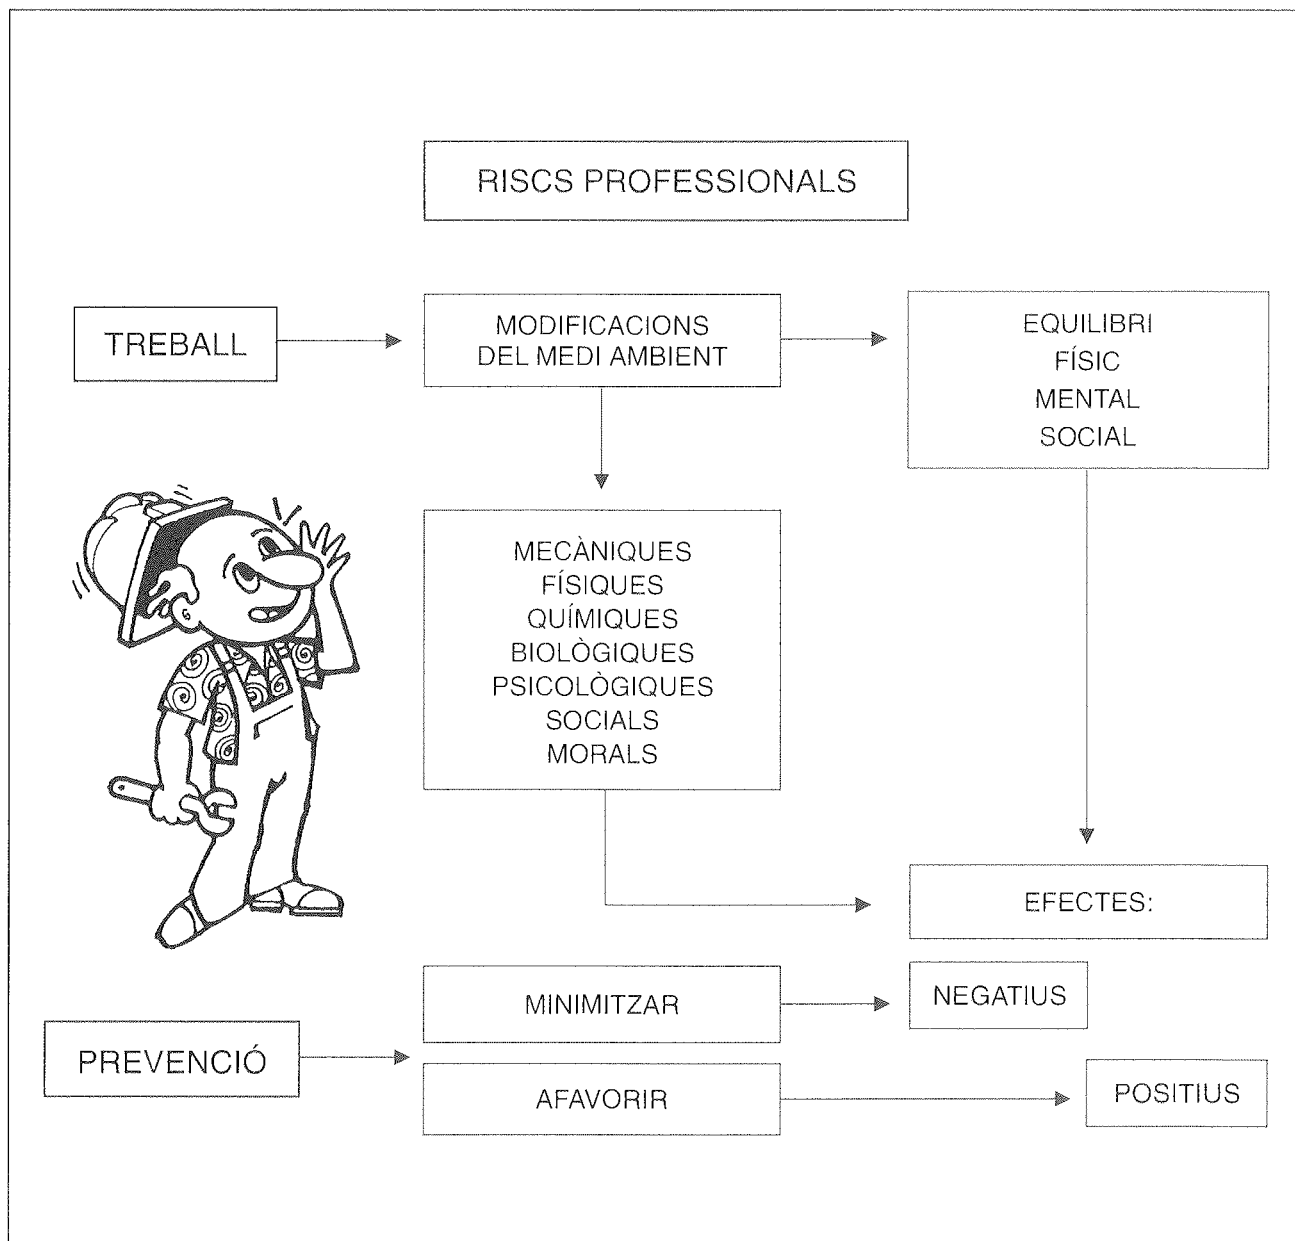 RISCS PROFESSIONALS
TREBALL
MODIFICACIONS
DEL MEDI AMBIENT
EQUILIBRI
FÍSIC
MENTAL
SOCIAL
MECÀNIQUES
FÍSIQUES
QUÍMIQUES
BIOLÒGIQUES
PSICOLÒGIQUES
SOCIALS
MORALS
EFECTES:
MINIMITZAR
NEGATIUS
PREVENCIÓ
AFAVORIR
POSITIUS